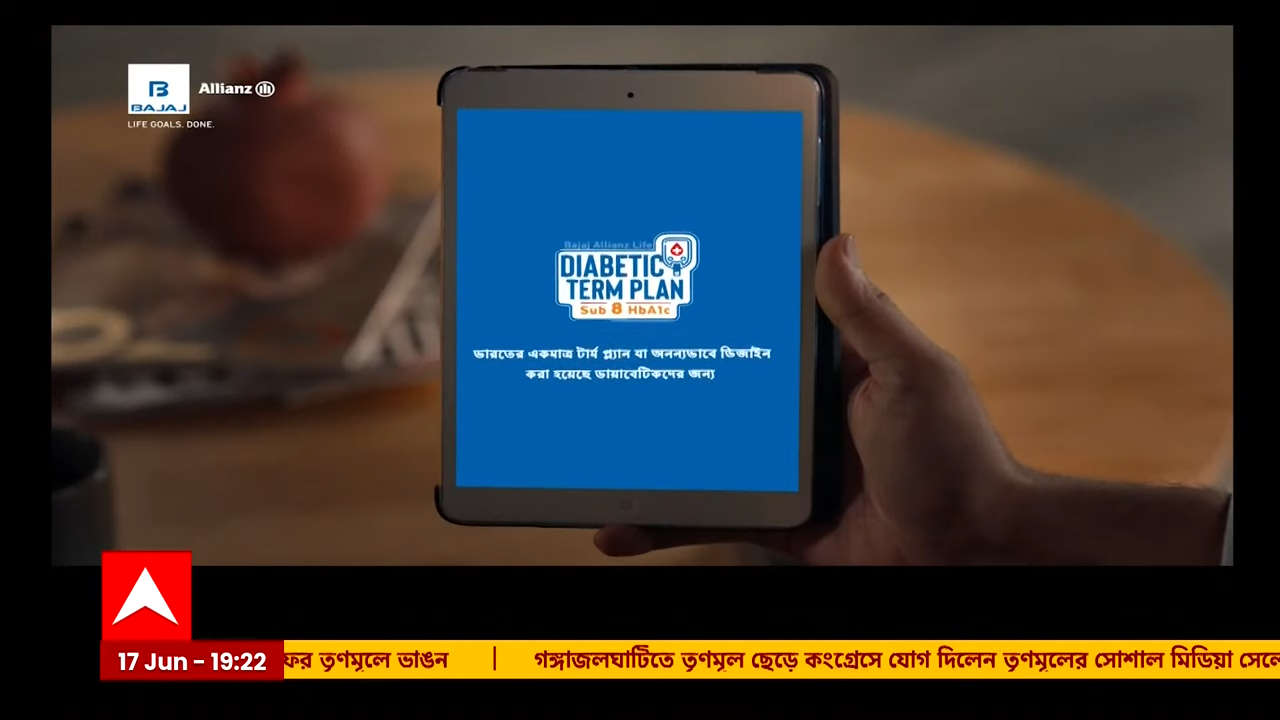 B
BAJAJ
Allianz
LIFE GOALS. DONE.
Bajaj Allianz Life
DIABETIC
TERM PLAN
Sub 8 HbA1c
ভারতের একমাত্র টার্ম প্ল্যান যা অনন্যভাবে ডিজাইন
করা হয়েছে ডায়াবেটিকদের জন্য
17 Jun - 19:22
ফের তৃণমূলে ভাঙন | গঙ্গাজলঘাটিতে তৃণমূল ছেড়ে কংগ্রেসে যোগ দিলেন তৃণমূলের সোশাল মিডিয়া